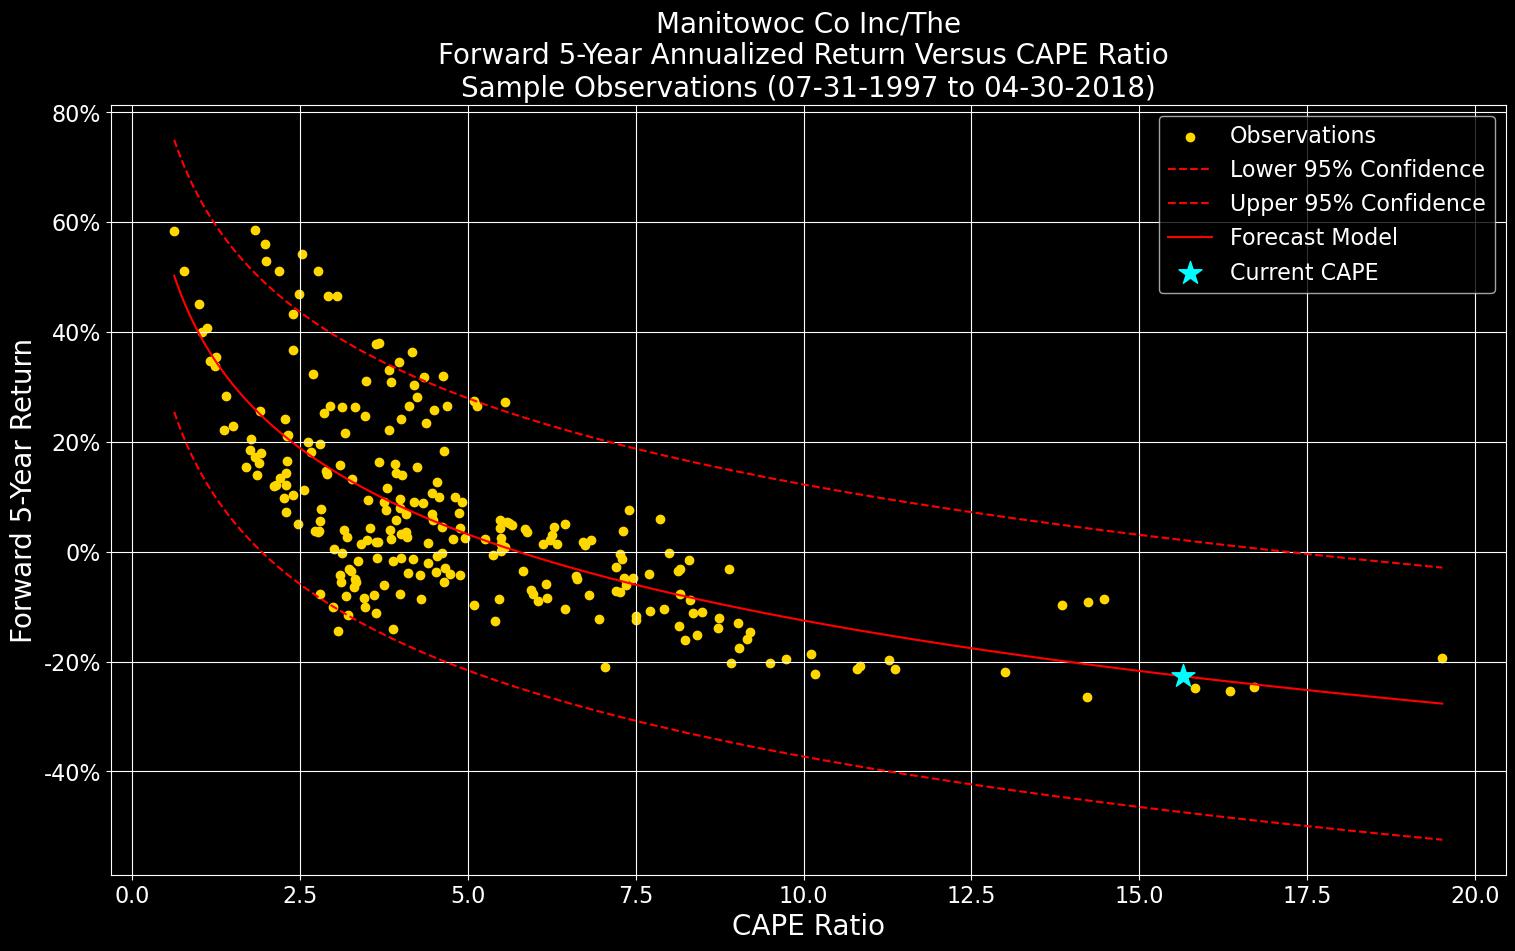 Manitowoc Co Inc/The
Forward 5-Year Annualized Return Versus CAPE Ratio
Sample Observations (07-31-1997 to 04-30-2018)
Observations
Lower 95% Confidence
Upper 95% Confidence
Forecast Model
Current CAPE
Forward 5-Year Return
80%
60%
40%
20%
0%
-20%
-40%
0.0 2.5 5.0 7.5 10.0 12.5 15.0 17.5 20.0
CAPE Ratio